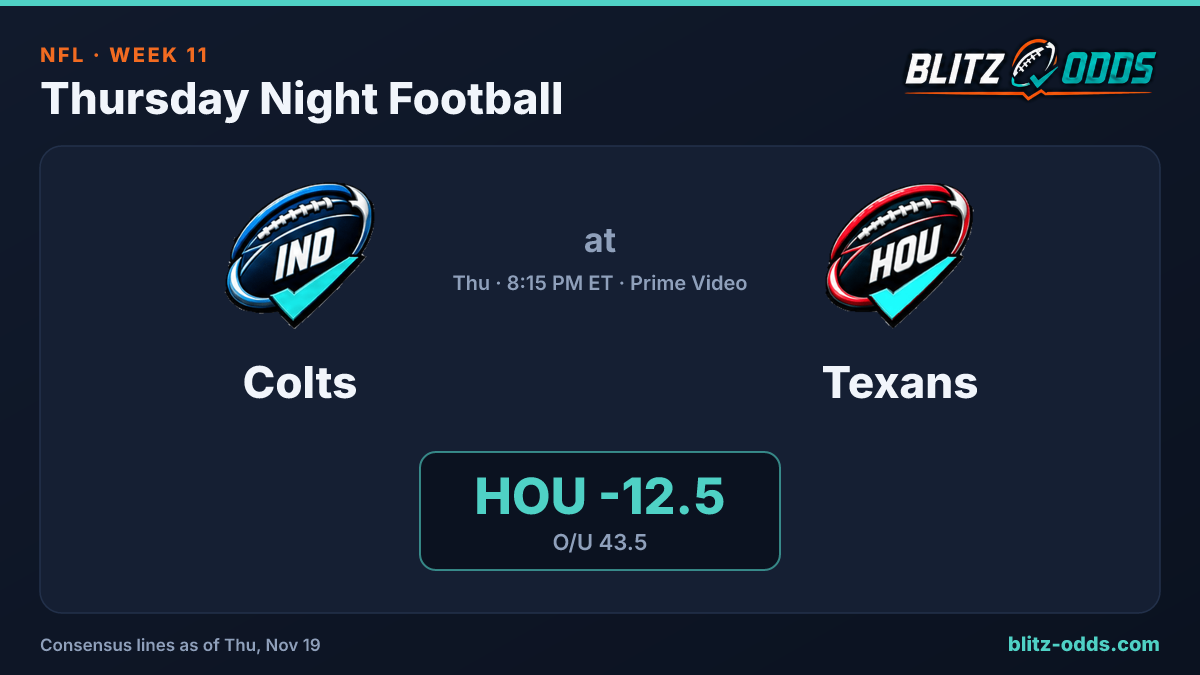 NFL · WEEK 11
Thursday Night Football
BLITZ ODDS
IND
at
Thu · 8:15 PM ET · Prime Video
HOU
Colts
Texans
HOU -12.5
O/U 43.5
Consensus lines as of Thu, Nov 19
blitz-odds.com